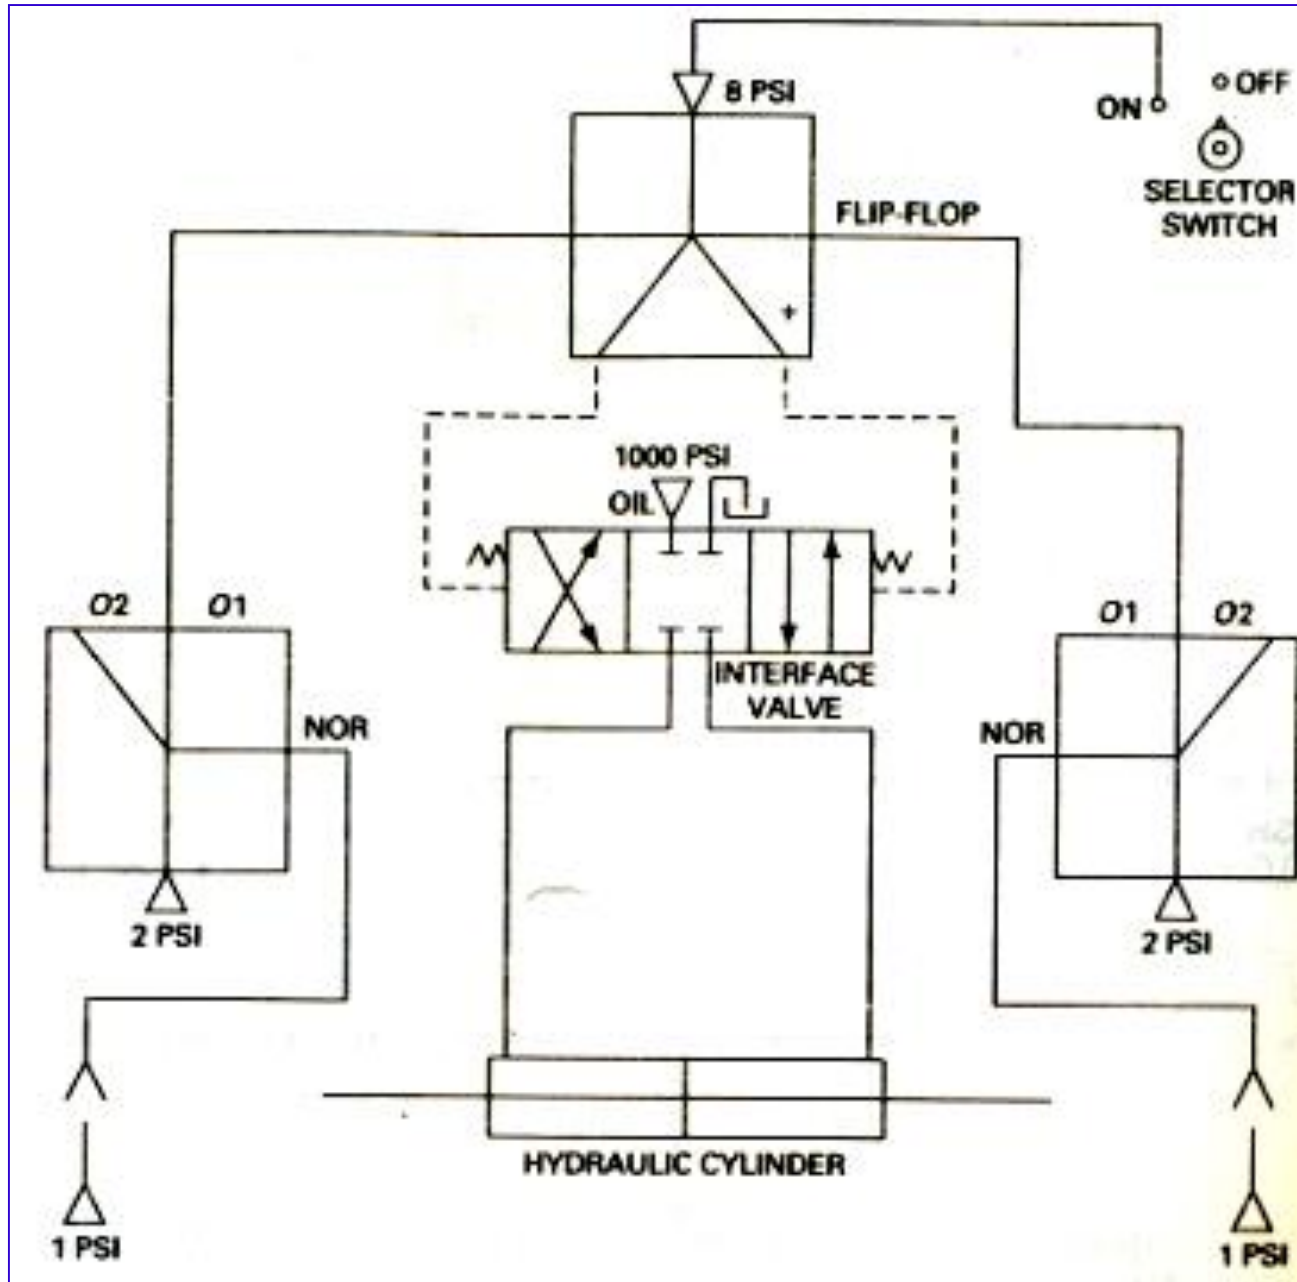 8 PSI
ON
OFF
SELECTOR
SWITCH
FLIP-FLOP
+
1000 PSI
OIL
O2
O1
O1
O2
INTERFACE
VALVE
NOR
NOR
2 PSI
2 PSI
HYDRAULIC CYLINDER
1 PSI
1 PSI